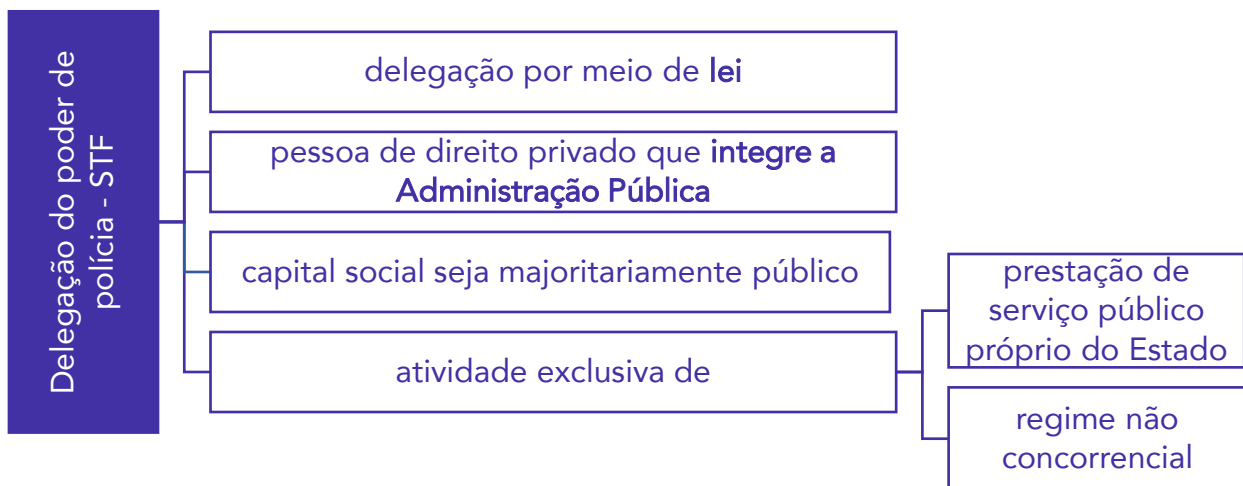 Delegação do poder de
polícia - STF
delegação por meio de lei
pessoa de direito privado que integre a
Administração Pública
capital social seja majoritariamente público
atividade exclusiva de
prestação de
serviço público
próprio do Estado
regime não
concorrencial